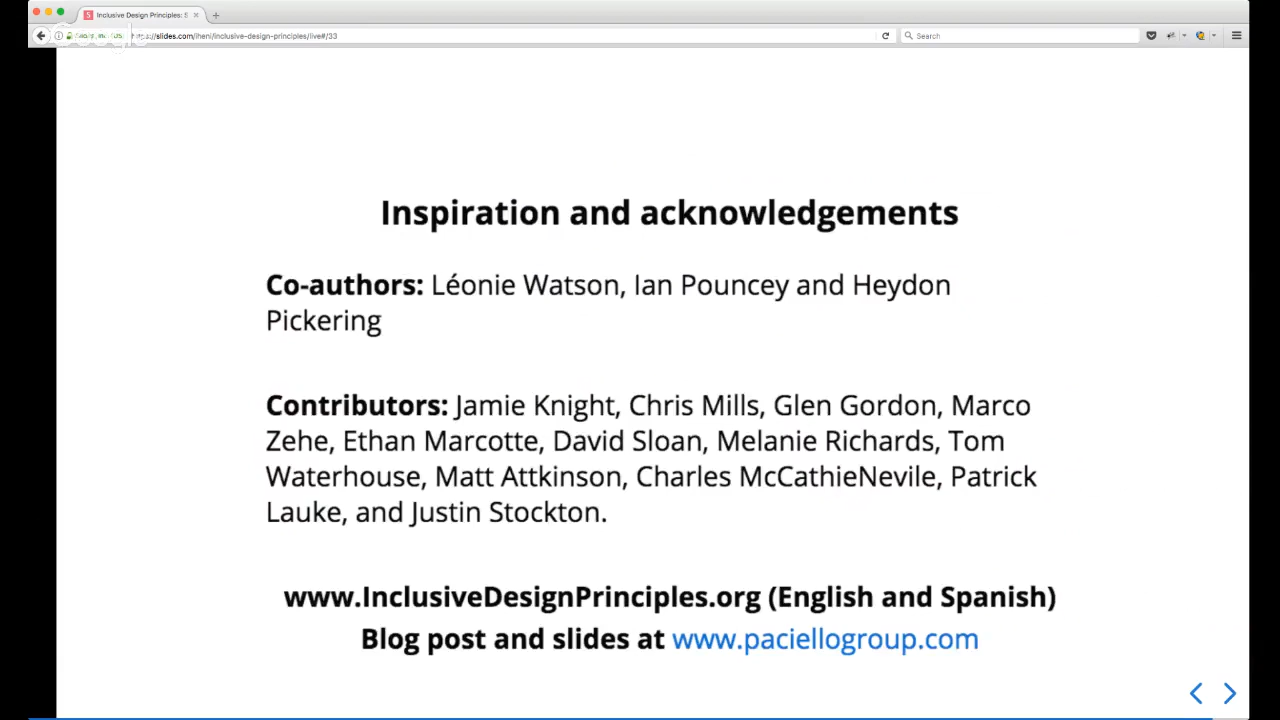 Inclusive Design Principles: S
https://slides.com/iheni/inclusive-design-principles/live#/33
Search
Inspiration and acknowledgements
Co-authors: Léonie Watson, Ian Pouncey and Heydon
Pickering
Contributors: Jamie Knight, Chris Mills, Glen Gordon, Marco
Zehe, Ethan Marcotte, David Sloan, Melanie Richards, Tom
Waterhouse, Matt Attkinson, Charles McCathieNevile, Patrick
Lauke, and Justin Stockton.
www.InclusiveDesignPrinciples.org (English and Spanish)
Blog post and slides at www.paciellogroup.com